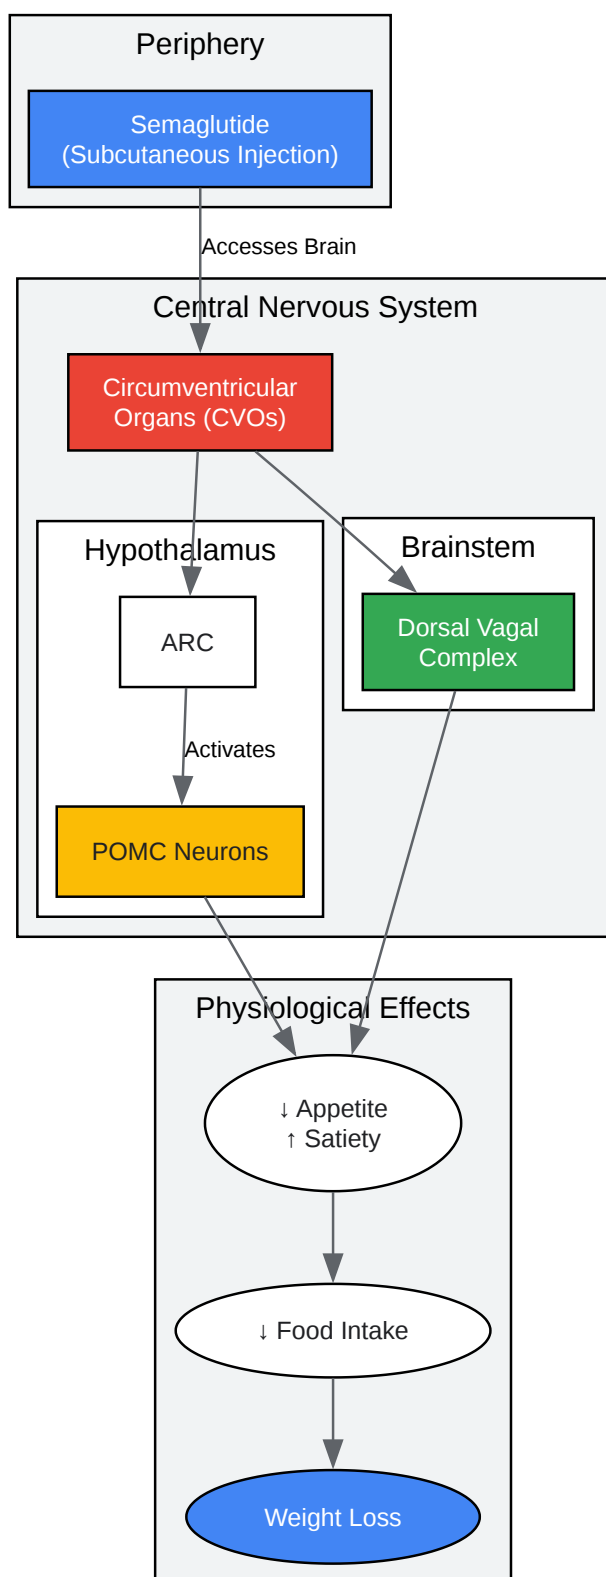 Periphery
Semaglutide
(Subcutaneous Injection)
Accesses Brain
Central Nervous System
Circumventricular
Organs (CVOs)
Hypothalamus
Brainstem
ARC
Dorsal Vagal
Complex
Activates
POMC Neurons
Physiological Effects
↓ Appetite
↑ Satiety
↓ Food Intake
Weight Loss